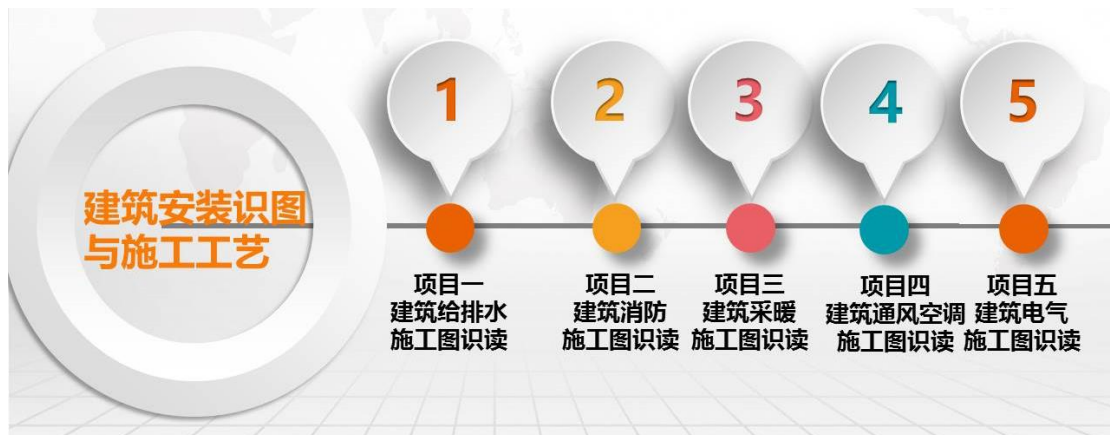 建筑安装识图
与施工工艺
1
项目一
建筑给排水
施工图识读
2
项目二
建筑消防
施工图识读
3
项目三
建筑采暖
施工图识读
4
项目四
建筑通风空调
施工图识读
5
项目五
建筑电气
施工图识读